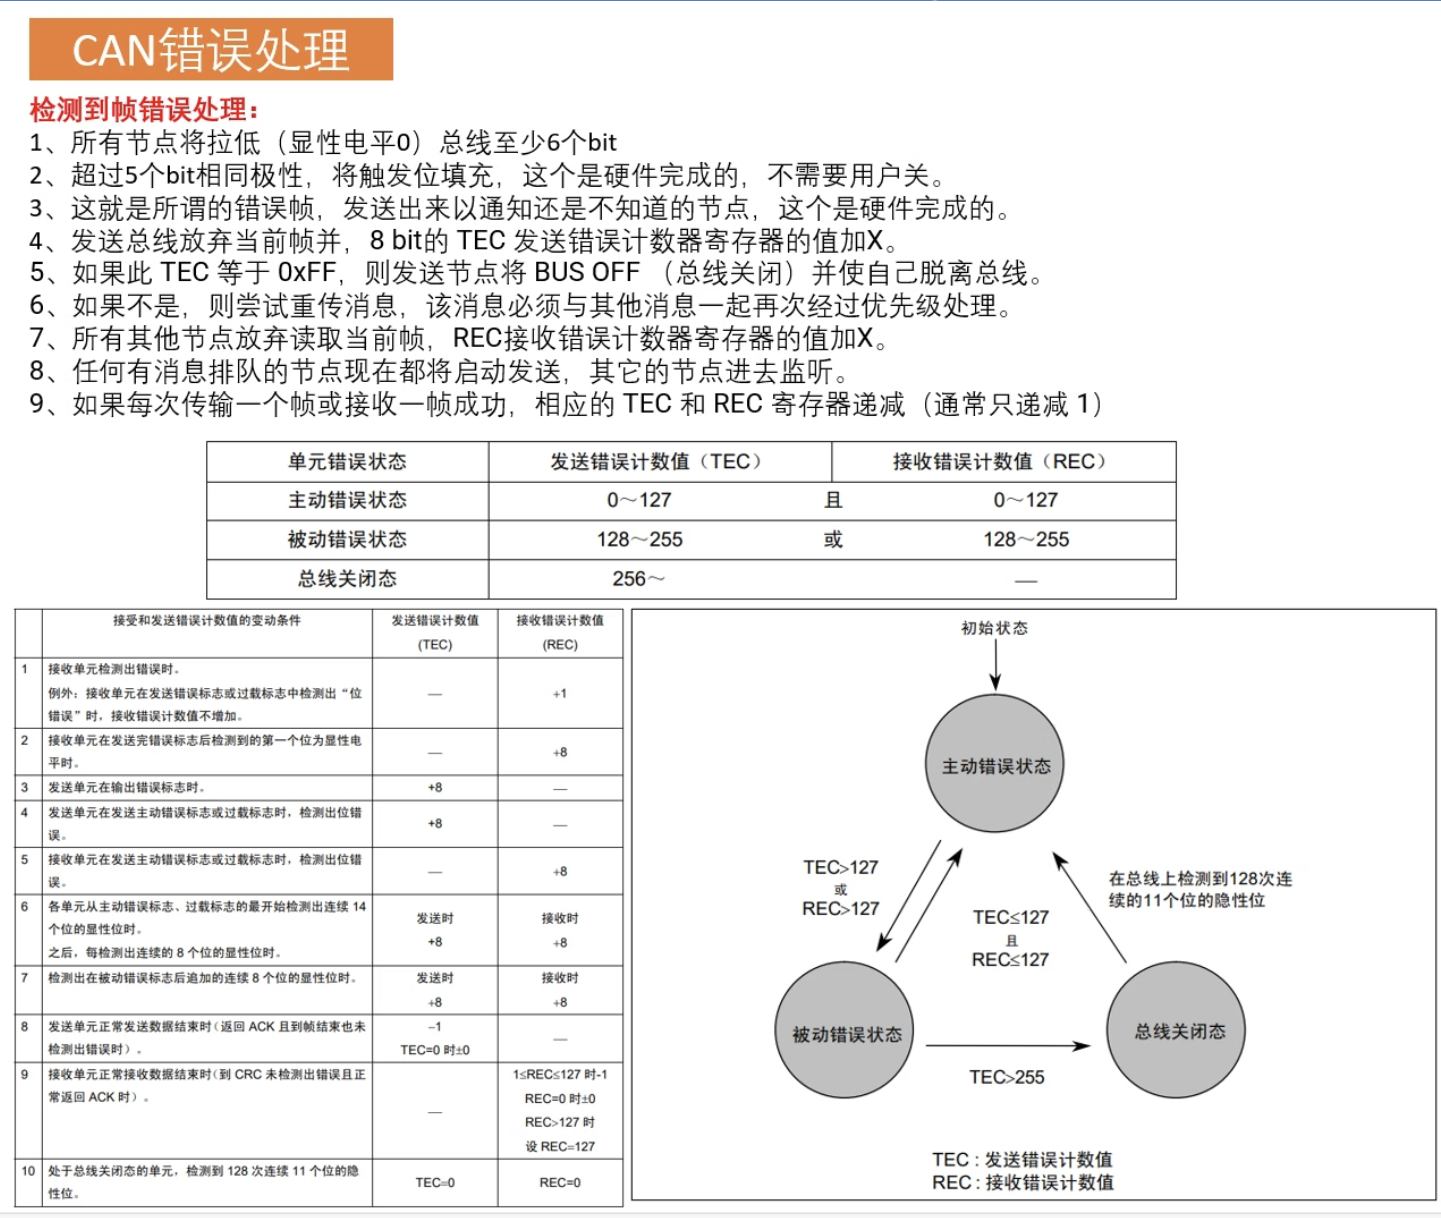 CAN错误处理
检测到帧错误处理：
1、所有节点将拉低（显性电平0）总线至少6个bit
2、超过5个bit相同极性，将触发位填充，这个是硬件完成的，不需要用户关。
3、这就是所谓的错误帧，发送出来以通知还是不知道的节点，这个是硬件完成的。
4、发送总线放弃当前帧并，8 bit的 TEC 发送错误计数器寄存器的值加X。
5、如果此 TEC 等于 0xFF，则发送节点将 BUS OFF （总线关闭）并使自己脱离总线。
6、如果不是，则尝试重传消息，该消息必须与其他消息一起再次经过优先级处理。
7、所有其他节点放弃读取当前帧，REC接收错误计数器寄存器的值加X。
8、任何有消息排队的节点现在都将启动发送，其它的节点进去监听。
9、如果每次传输一个帧或接收一帧成功，相应的 TEC 和 REC 寄存器递减（通常只递减 1）
单元错误状态 发送错误计数值（TEC） 接收错误计数值（REC）
主动错误状态 0～127 且 0～127
被动错误状态 128～255 或 128～255
总线关闭态 256～ —
接受和发送错误计数值的变动条件 发送错误计数值 接收错误计数值
(TEC) (REC)
1 接收单元检测出错误时。
例外：接收单元在发送错误标志或过载标志中检测出“位 — +1
错误”时，接收错误计数值不增加。
2 接收单元在发送完错误标志后检测到的第一个位为显性电
平时。 — +8
3 发送单元在输出错误标志时。 +8 —
4 发送单元在发送主动错误标志或过载标志时，检测出位错
误。 +8 —
5 接收单元在发送主动错误标志或过载标志时，检测出位错
误。 — +8
6 各单元从主动错误标志、过载标志的最开始检测出连续 14
个位的显性位时。 发送时 接收时
之后，每检测出连续的 8 个位的显性位时。 +8 +8
7 检测出在被动错误标志后追加的连续 8 个位的显性位时。 发送时 接收时
+8 +8
8 发送单元正常发送数据结束时（返回 ACK 且到帧结束也未 –1
检测出错误时）。 TEC=0 时±0 —
9 接收单元正常接收数据结束时（到 CRC 未检测出错误且正 1≤REC≤127 时-1
常返回 ACK 时）。 — REC=0 时±0
REC>127 时
设 REC=127
10 处于总线关闭态的单元，检测到 128 次连续 11 个位的隐
性位。 TEC=0 REC=0
初始状态
主动错误状态
TEC>127
或
REC>127
TEC≤127
且
REC≤127
在总线上检测到128次连
续的11个位的隐性位
被动错误状态
总线关闭态
TEC>255
TEC : 发送错误计数值
REC : 接收错误计数值